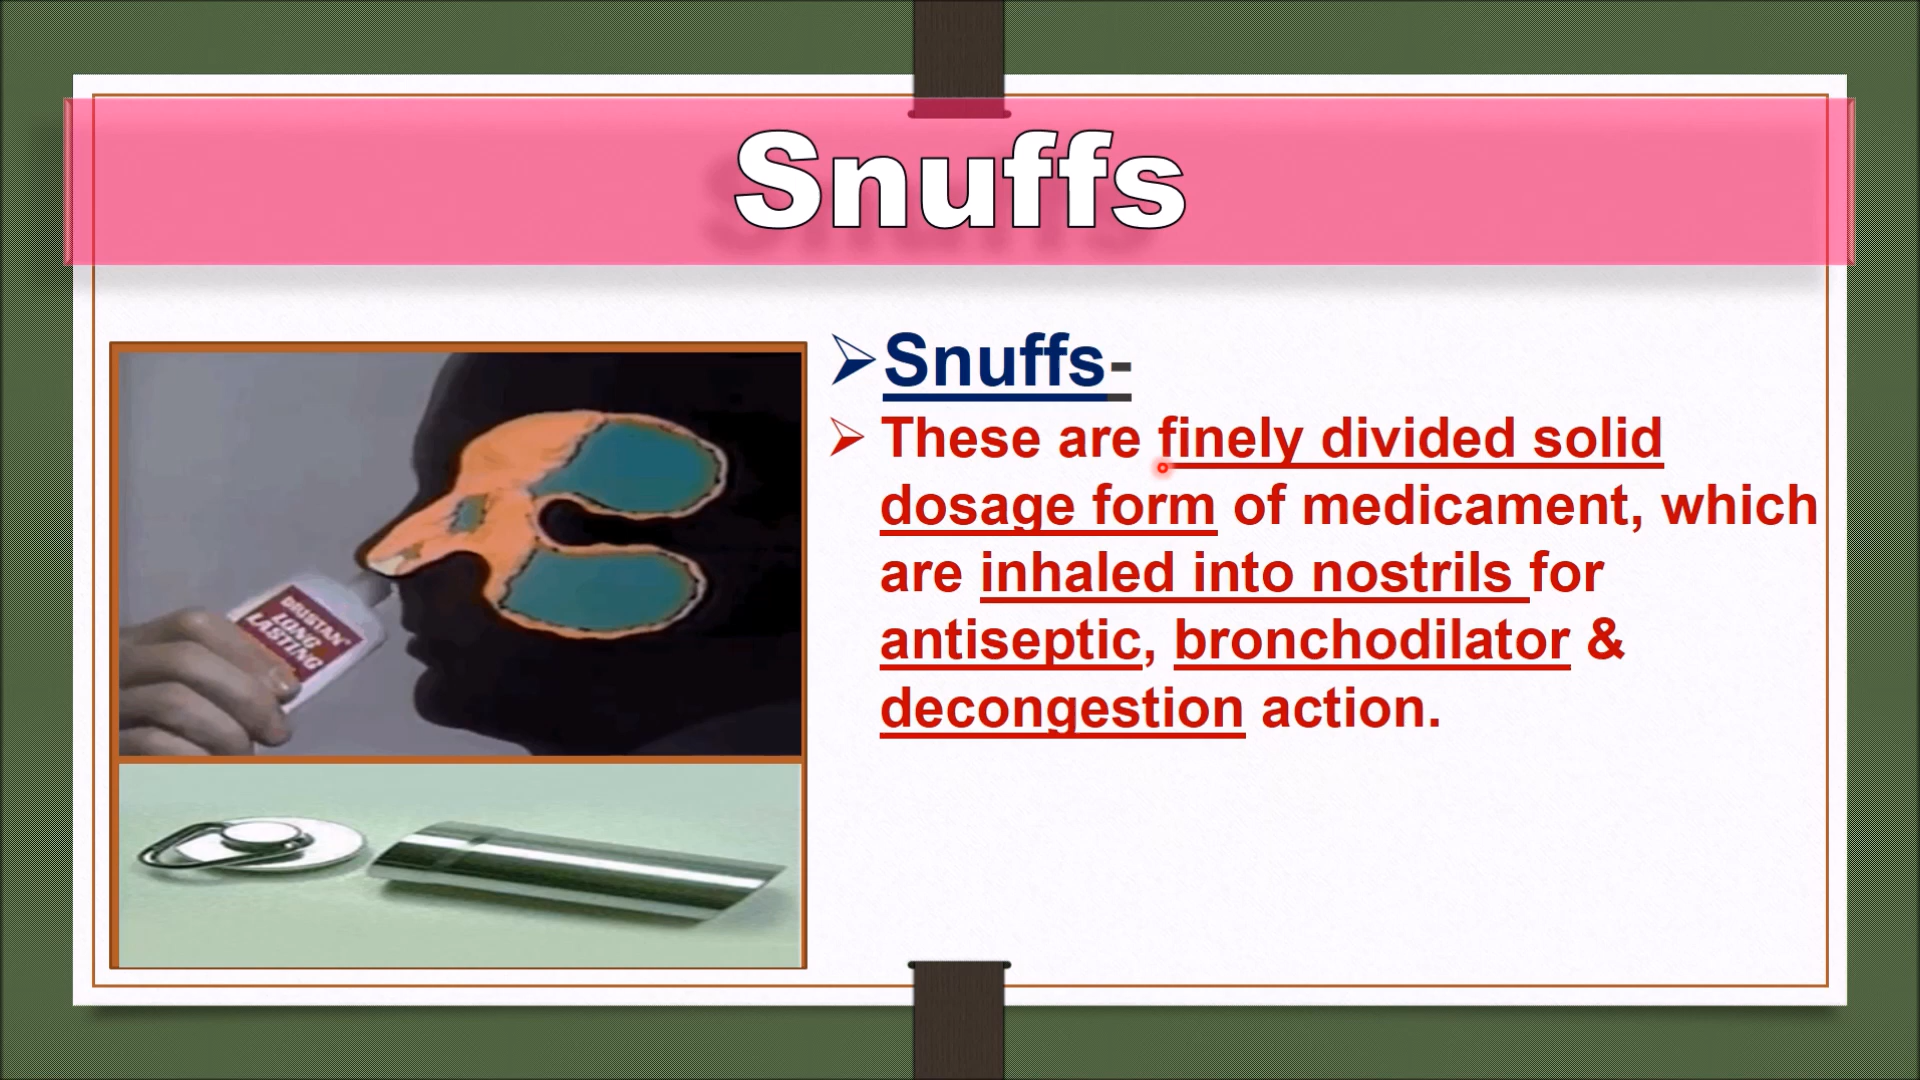 Snuffs
Snuffs-
These are finely divided solid
dosage form of medicament, which
are inhaled into nostrils for
antiseptic, bronchodilator &
decongestion action.
DRISTAN
LONG
LASTING